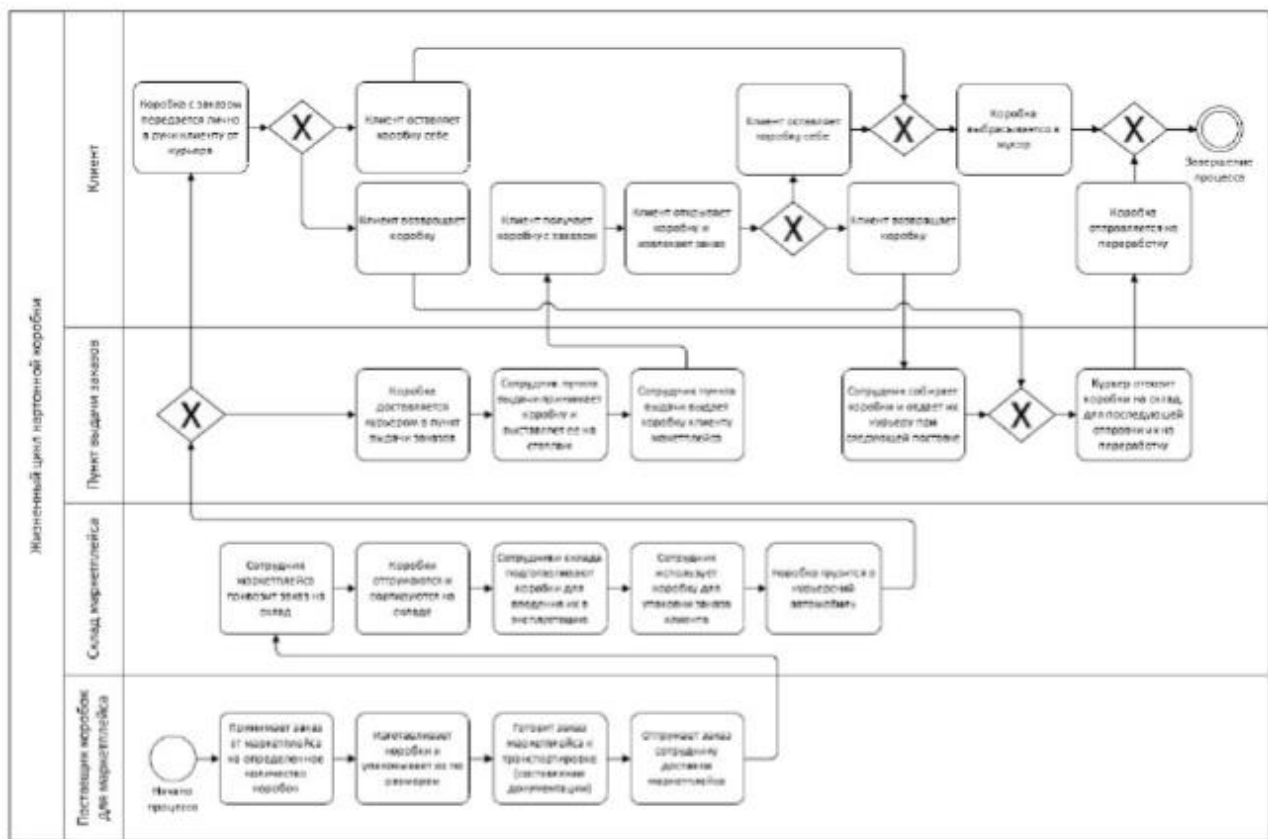 Жизненный цикл картонной коробки
Клиент
Коробка с заказом
передается лично
в руки клиенту от
курьера
X
Клиент оставляет
коробку себе
Клиент возвращает
коробку
Клиент получает
коробку с заказом
Клиент открывает
коробку и
извлекает заказ
X
Клиент оставляет
коробку себе
Клиент возвращает
коробку
X
Коробка
выбрасывается в
мусор
X
Завершение
процесса
Коробка
отправляется на
переработку
Пункт выдачи заказов
X
Коробка
доставляется
курьером в пункт
выдачи заказов
Сотрудник пункта
выдачи принимает
коробку и
выставляет ее на
стеллаж
Сотрудник пункта
выдачи выдает
коробку клиенту
Сотрудник собирает
коробки и отдает их
курьеру при
следующей поставке
X
Курьер отвозит
коробки на склад,
для последующей
отправки их на
переработку
Склад маркетплейса
Сотрудник
маркетплейса
привозит заказ на
склад
Коробки
отгружаются и
сортируются на
складе
Сотрудники склада
подготавливают
коробки для
введения их в
Сотрудник
использует
коробку для
упаковки заказа
клиента
Коробка грузится в
курьерский
автомобиль
Поставщик коробок
для маркетплейса
Начало
процесса
Принимает заказ
от маркетплейса
на определенное
количество
коробок
Изготавливает
коробки и
упаковывает их по
размерам
Готовит заказ
маркетплейса к
транспортировке
(составление
документации)
Отгружает заказ
сотруднику
доставки
маркетплейса